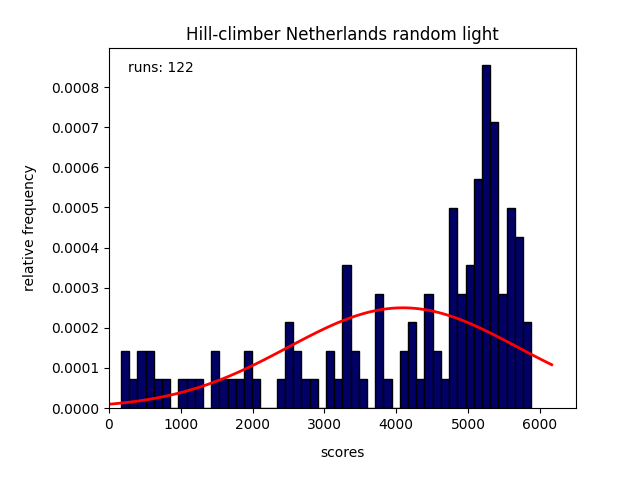 Hill-climber Netherlands random light
runs: 122
0.0008
0.0007
0.0006
0.0005
0.0004
0.0003
0.0002
0.0001
0.0000
relative frequency
0 1000 2000 3000 4000 5000 6000
scores